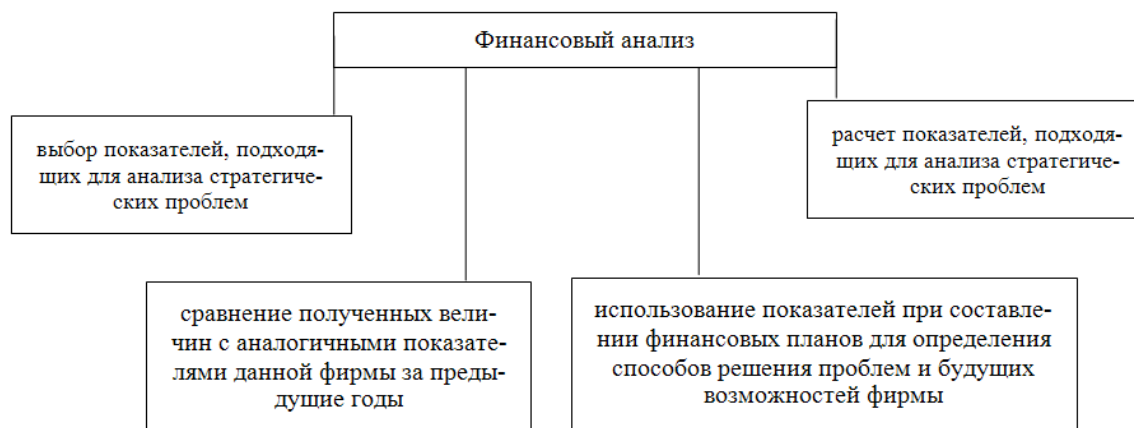 Финансовый анализ
выбор показателей, подходя-
щих для анализа стратегиче-
ских проблем
расчет показателей, подходя-
щих для анализа стратегиче-
ских проблем
сравнение полученных вели-
чин с аналогичными показате-
лями данной фирмы за преды-
дущие годы
использование показателей при составле-
нии финансовых планов для определения
способов решения проблем и будущих
возможностей фирмы